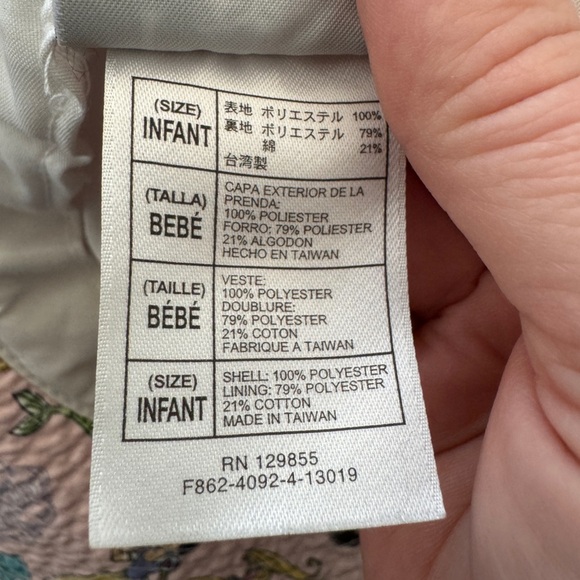 (SIZE)
INFANT
表地 ポリエステル 100%
裏地 ポリエステル 79%
綿 21%
台湾製
(TALLA)
BEBÉ
CAPA EXTERIOR DE LA
PRENDA:
100% POLIESTER
FORRO: 79% POLIESTER
21% ALGODON
HECHO EN TAIWAN
(TAILLE)
BÉBÉ
VESTE:
100% POLYESTER
DOUBLURE:
79% POLYESTER
21% COTON
FABRIQUE A TAIWAN
(SIZE)
INFANT
SHELL: 100% POLYESTER
LINING: 79% POLYESTER
21% COTTON
MADE IN TAIWAN
RN 129855
F862-4092-4-13019